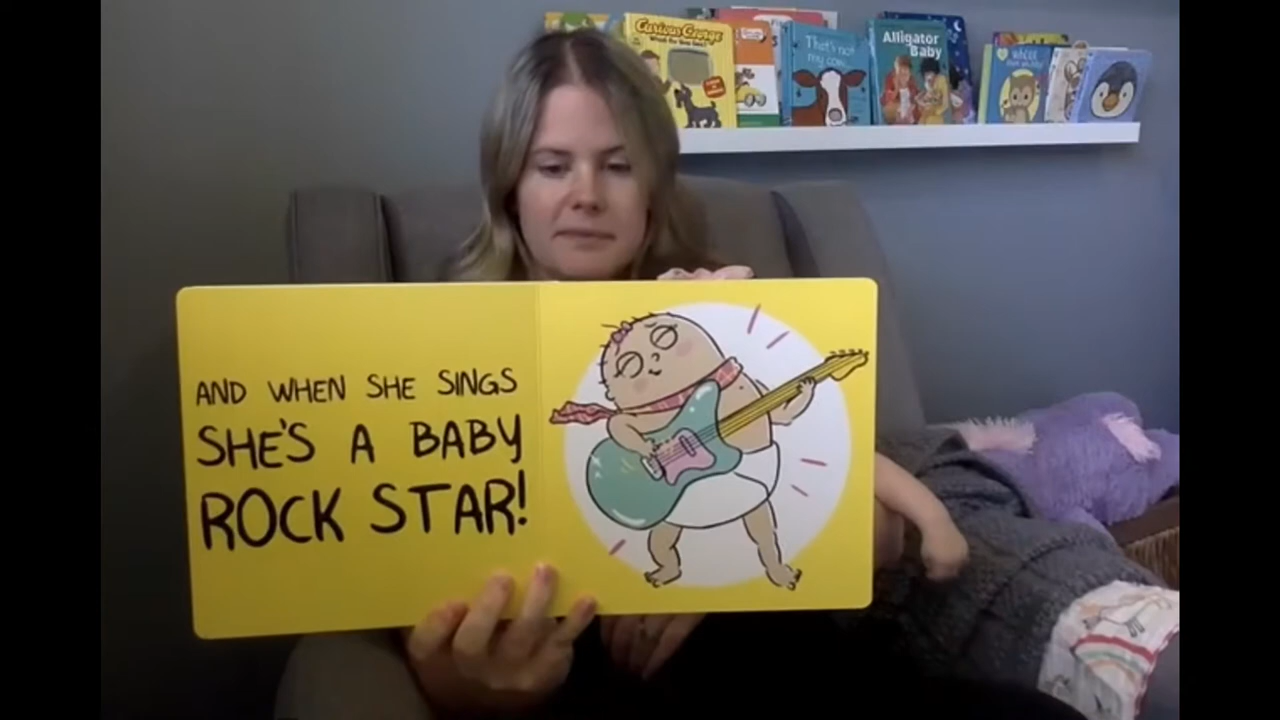 Curious George
That's not
my cow...
Alligator
Baby
AND WHEN SHE SINGS
SHE'S A BABY
ROCK STAR!